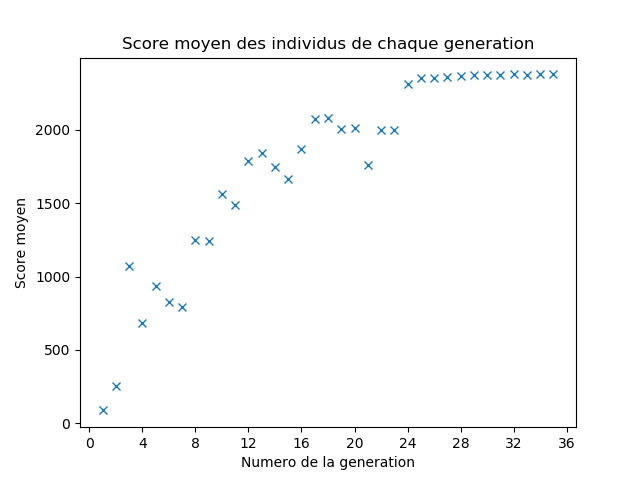 Score moyen des individus de chaque generation
Score moyen
2000
1500
1000
500
0
0 4 8 12 16 20 24 28 32 36
Numero de la generation